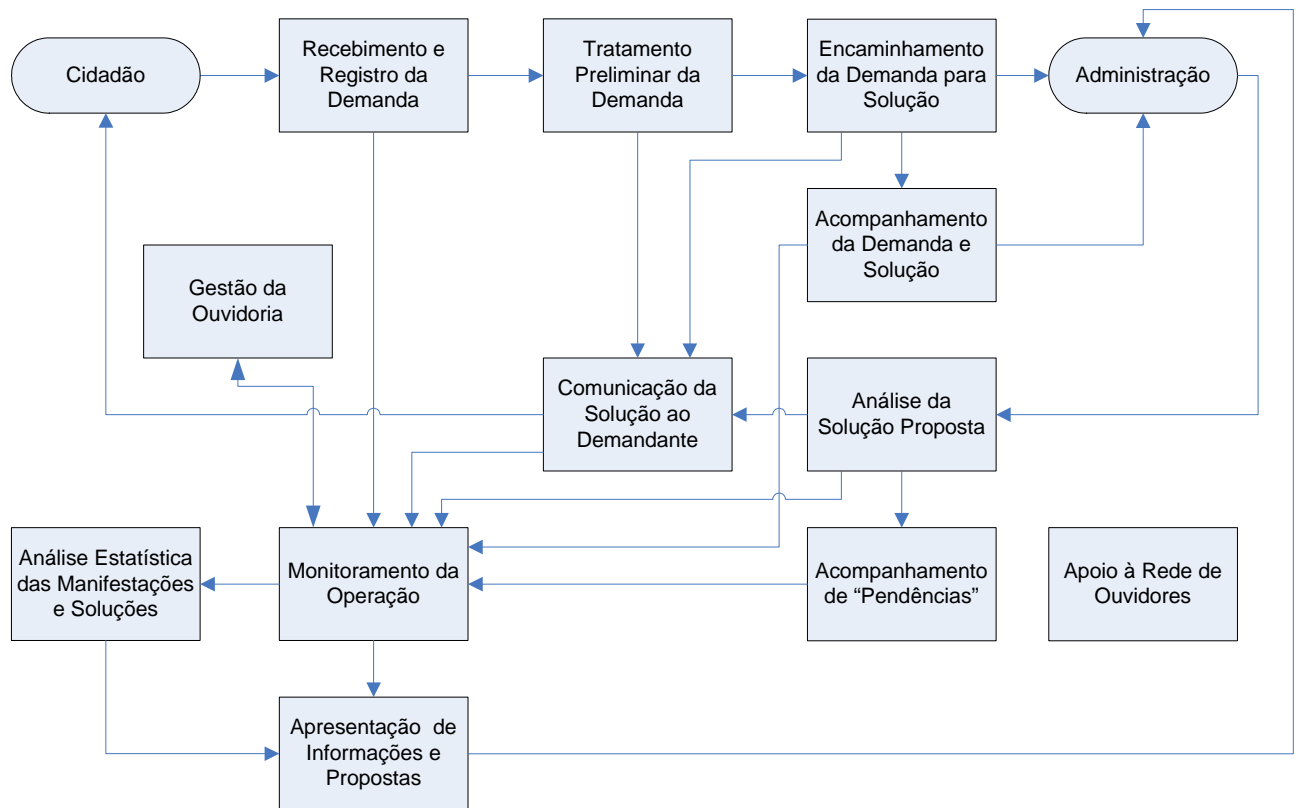 Cidadão
Recebimento e
Registro da
Demanda
Tratamento
Preliminar da
Demanda
Encaminhamento
da Demanda para
Solução
Administração
Acompanhamento
da Demanda e
Solução
Gestão da
Ouvidoria
Comunicação da
Solução ao
Demandante
Análise da
Solução Proposta
Análise Estatística
das Manifestações
e Soluções
Monitoramento da
Operação
Acompanhamento
de “Pendências”
Apoio à Rede de
Ouvidores
Apresentação de
Informações e
Propostas